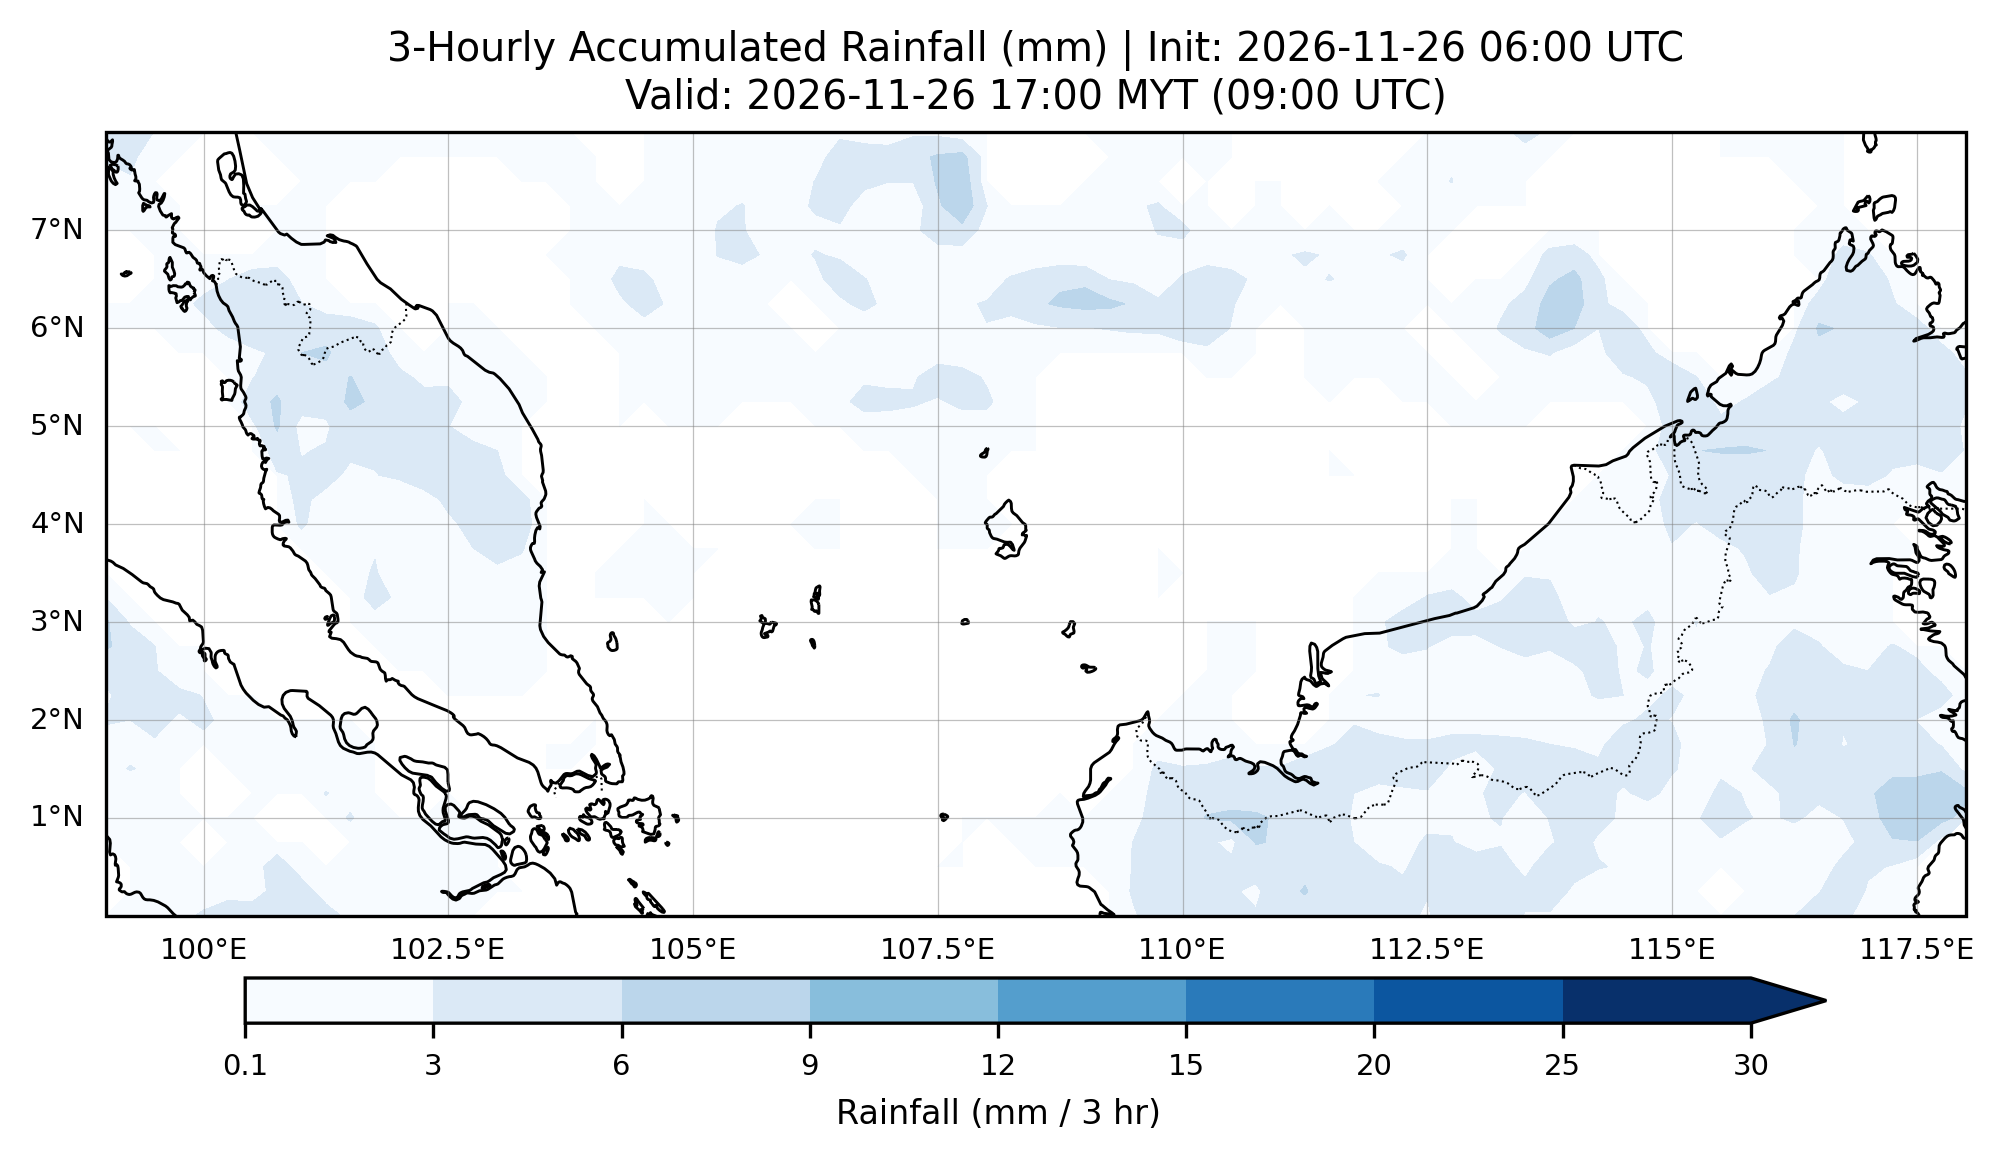 3-Hourly Accumulated Rainfall (mm) | Init: 2026-11-26 06:00 UTC
Valid: 2026-11-26 17:00 MYT (09:00 UTC)
7°N
6°N
5°N
4°N
3°N
2°N
1°N
100°E 102.5°E 105°E 107.5°E 110°E 112.5°E 115°E 117.5°E
0.1 3 6 9 12 15 20 25 30
Rainfall (mm / 3 hr)